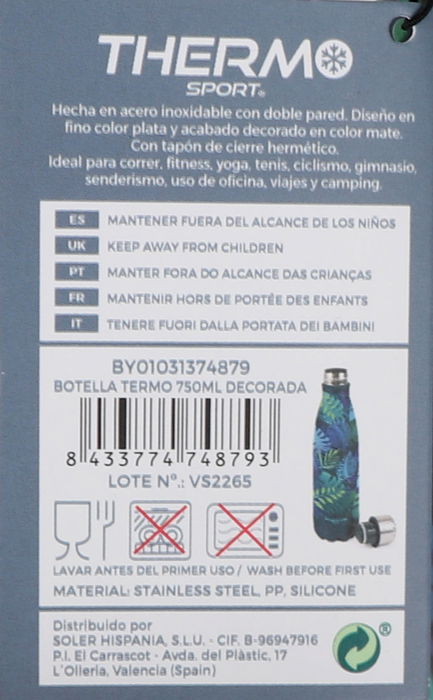 THERMO
SPORT®
Hecha en acero inoxidable con doble pared. Diseño en
fino color plata y acabado decorado en color mate.
Con tapón de cierre hermético.
Ideal para correr, fitness, yoga, tenis, ciclismo, gimnasio,
senderismo, uso de oficina, viajes y camping.
ES MANTENER FUERA DEL ALCANCE DE LOS NIÑOS
UK KEEP AWAY FROM CHILDREN
PT MANTER FORA DO ALCANCE DAS CRIANÇAS
FR MANTENIR HORS DE PORTÉE DES ENFANTS
IT TENERE FUORI DALLA PORTATA DEI BAMBINI
BY01031374879
BOTELLA TERMO 750ML DECORADA
8 433774 748793
LOTE Nº.: VS2265
LAVAR ANTES DEL PRIMER USO / WASH BEFORE FIRST USE
MATERIAL: STAINLESS STEEL, PP, SILICONE
Distribuido por
SOLER HISPANIA, S.L.U. - CIF. B-96947916
P.I. El Carrascot - Avda. del Plàstic, 17
L'Olleria, Valencia (Spain)
®